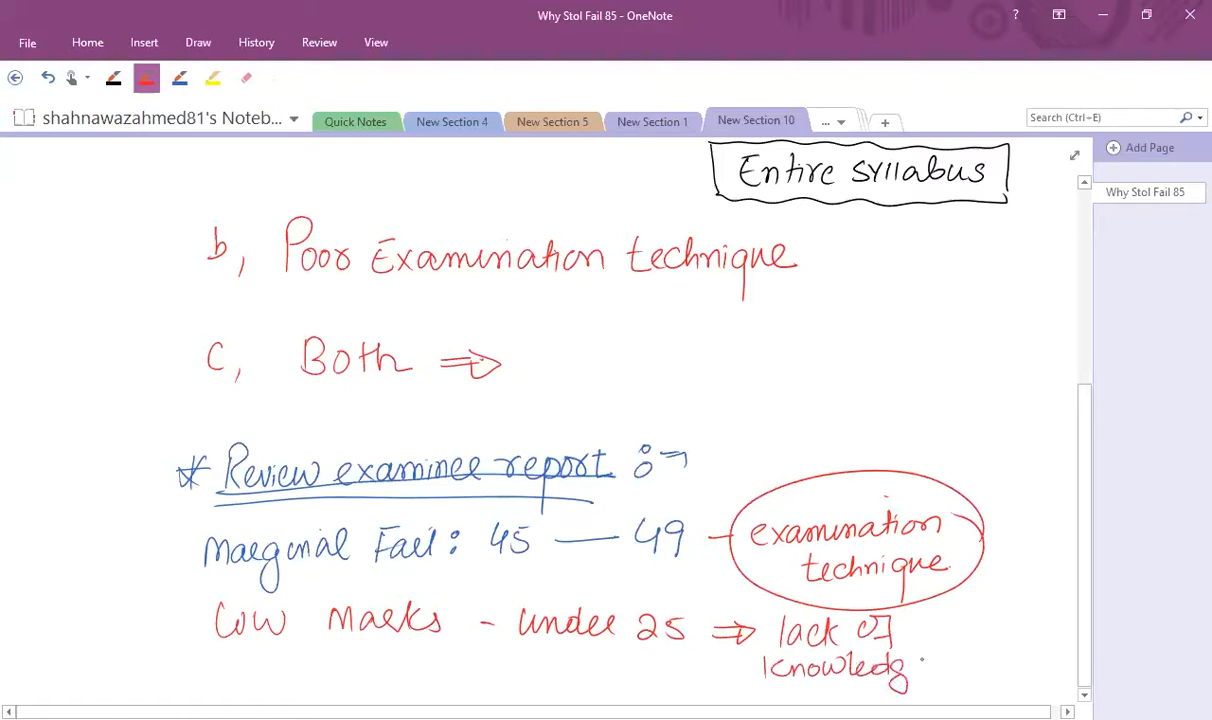 Why Stol Fail 85 - OneNote
?
File Home Insert Draw History Review View
shahnawazahmed81's Noteb... Quick Notes New Section 4 New Section 5 New Section 1 New Section 10 ... + Search (Ctrl+E)
Add Page
Why Stol Fail 85
Entire syllabus
b, Poor Examination technique
c, Both ⇒
* Review examinee report :¬
Marginal Fail: 45 — 49 - examination
technique
Low Marks - under 25 ⇒ lack of
Knowledg